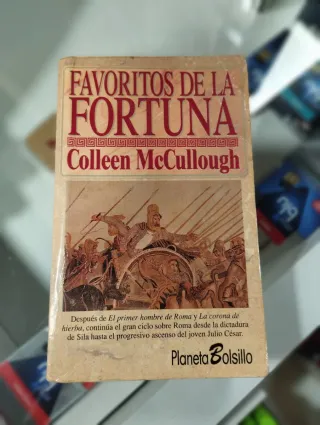 FAVORITOS DE LA
FORTUNA
Colleen McCullough
Después de El primer hombre de Roma y La corona de
hierba, continúa el gran ciclo sobre Roma desde la dictadura
de Sila hasta el progresivo ascenso del joven Julio César.
Planeta Bolsillo